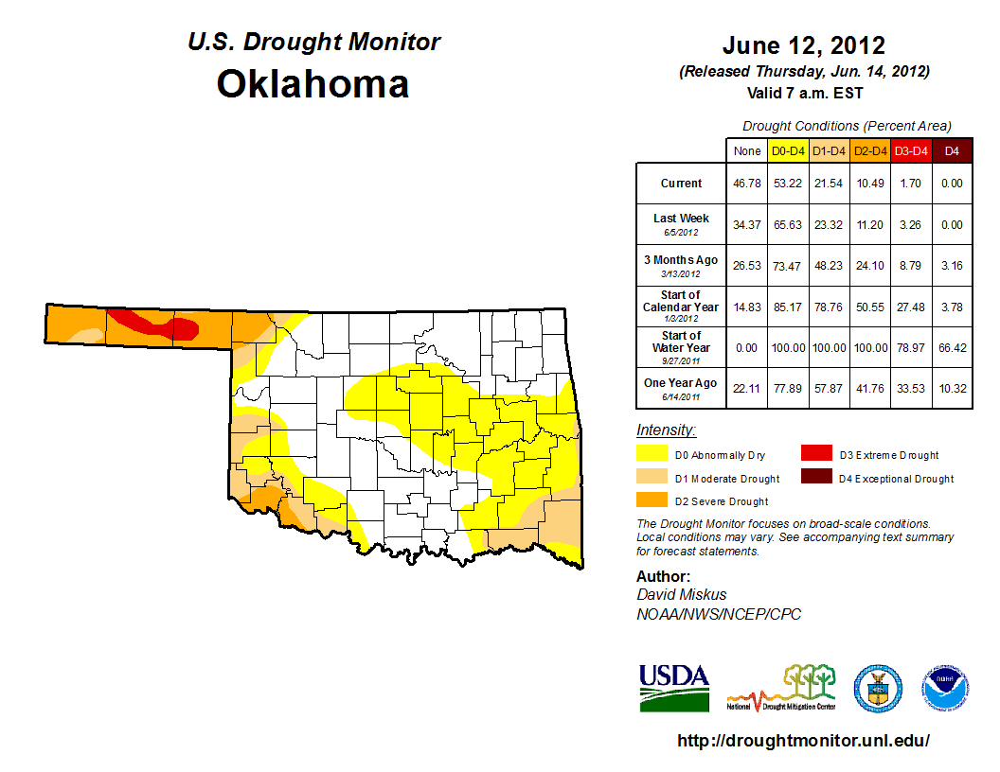 U.S. Drought Monitor
Oklahoma
June 12, 2012
(Released Thursday, Jun. 14, 2012)
Valid 7 a.m. EST
Drought Conditions (Percent Area)
None D0-D4 D1-D4 D2-D4 D3-D4 D4
Current 46.78 53.22 21.54 10.49 1.70 0.00
Last Week
6/5/2012 34.37 65.63 23.32 11.20 3.26 0.00
3 Months Ago
3/13/2012 26.53 73.47 48.23 24.10 8.79 3.16
Start of
Calendar Year
1/3/2012 14.83 85.17 78.76 50.55 27.48 3.78
Start of
Water Year
9/27/2011 0.00 100.00 100.00 100.00 78.97 66.42
One Year Ago
6/14/2011 22.11 77.89 57.87 41.76 33.53 10.32
Intensity:
D0 Abnormally Dry
D1 Moderate Drought
D2 Severe Drought
D3 Extreme Drought
D4 Exceptional Drought
The Drought Monitor focuses on broad-scale conditions.
Local conditions may vary. See accompanying text summary
for forecast statements.
Author:
David Miskus
NOAA/NWS/NCEP/CPC
USDA
National Drought Mitigation Center
NOAA
http://droughtmonitor.unl.edu/